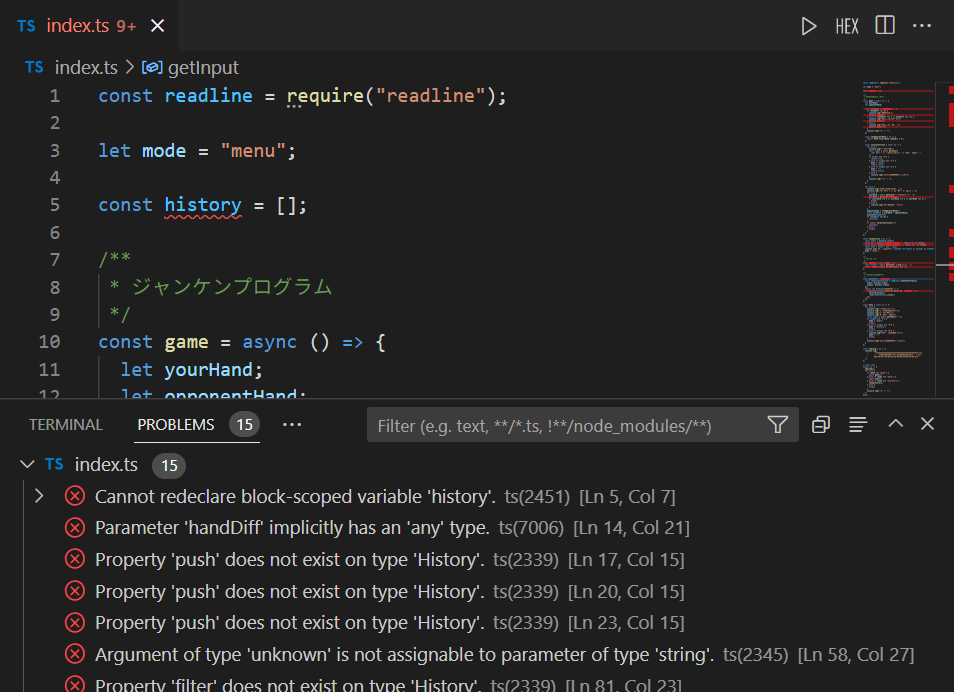 TS index.ts 9+
HEX
TS index.ts > getInput
1 const readline = require("readline");
2
3 let mode = "menu";
4
5 const history = [];
6
7 /**
8 * ジャンケンプログラム
9 */
10 const game = async () => {
11 let yourHand;
12 let opponentHand;
TERMINAL PROBLEMS 15 ... Filter (e.g. text, **/*.ts, !**/node_modules/**)
TS index.ts 15
Cannot redeclare block-scoped variable 'history'. ts(2451) [Ln 5, Col 7]
Parameter 'handDiff' implicitly has an 'any' type. ts(7006) [Ln 14, Col 21]
Property 'push' does not exist on type 'History'. ts(2339) [Ln 17, Col 15]
Property 'push' does not exist on type 'History'. ts(2339) [Ln 20, Col 15]
Property 'push' does not exist on type 'History'. ts(2339) [Ln 23, Col 15]
Argument of type 'unknown' is not assignable to parameter of type 'string'. ts(2345) [Ln 58, Col 27]
Property 'filter' does not exist on type 'History'. ts(2339) [Ln 81, Col 23]